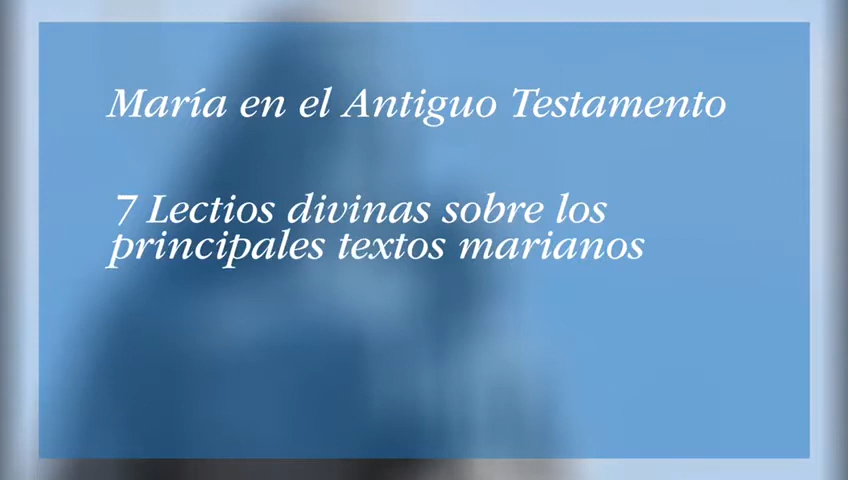 María en el Antiguo Testamento
7 Lectios divinas sobre los
principales textos marianos